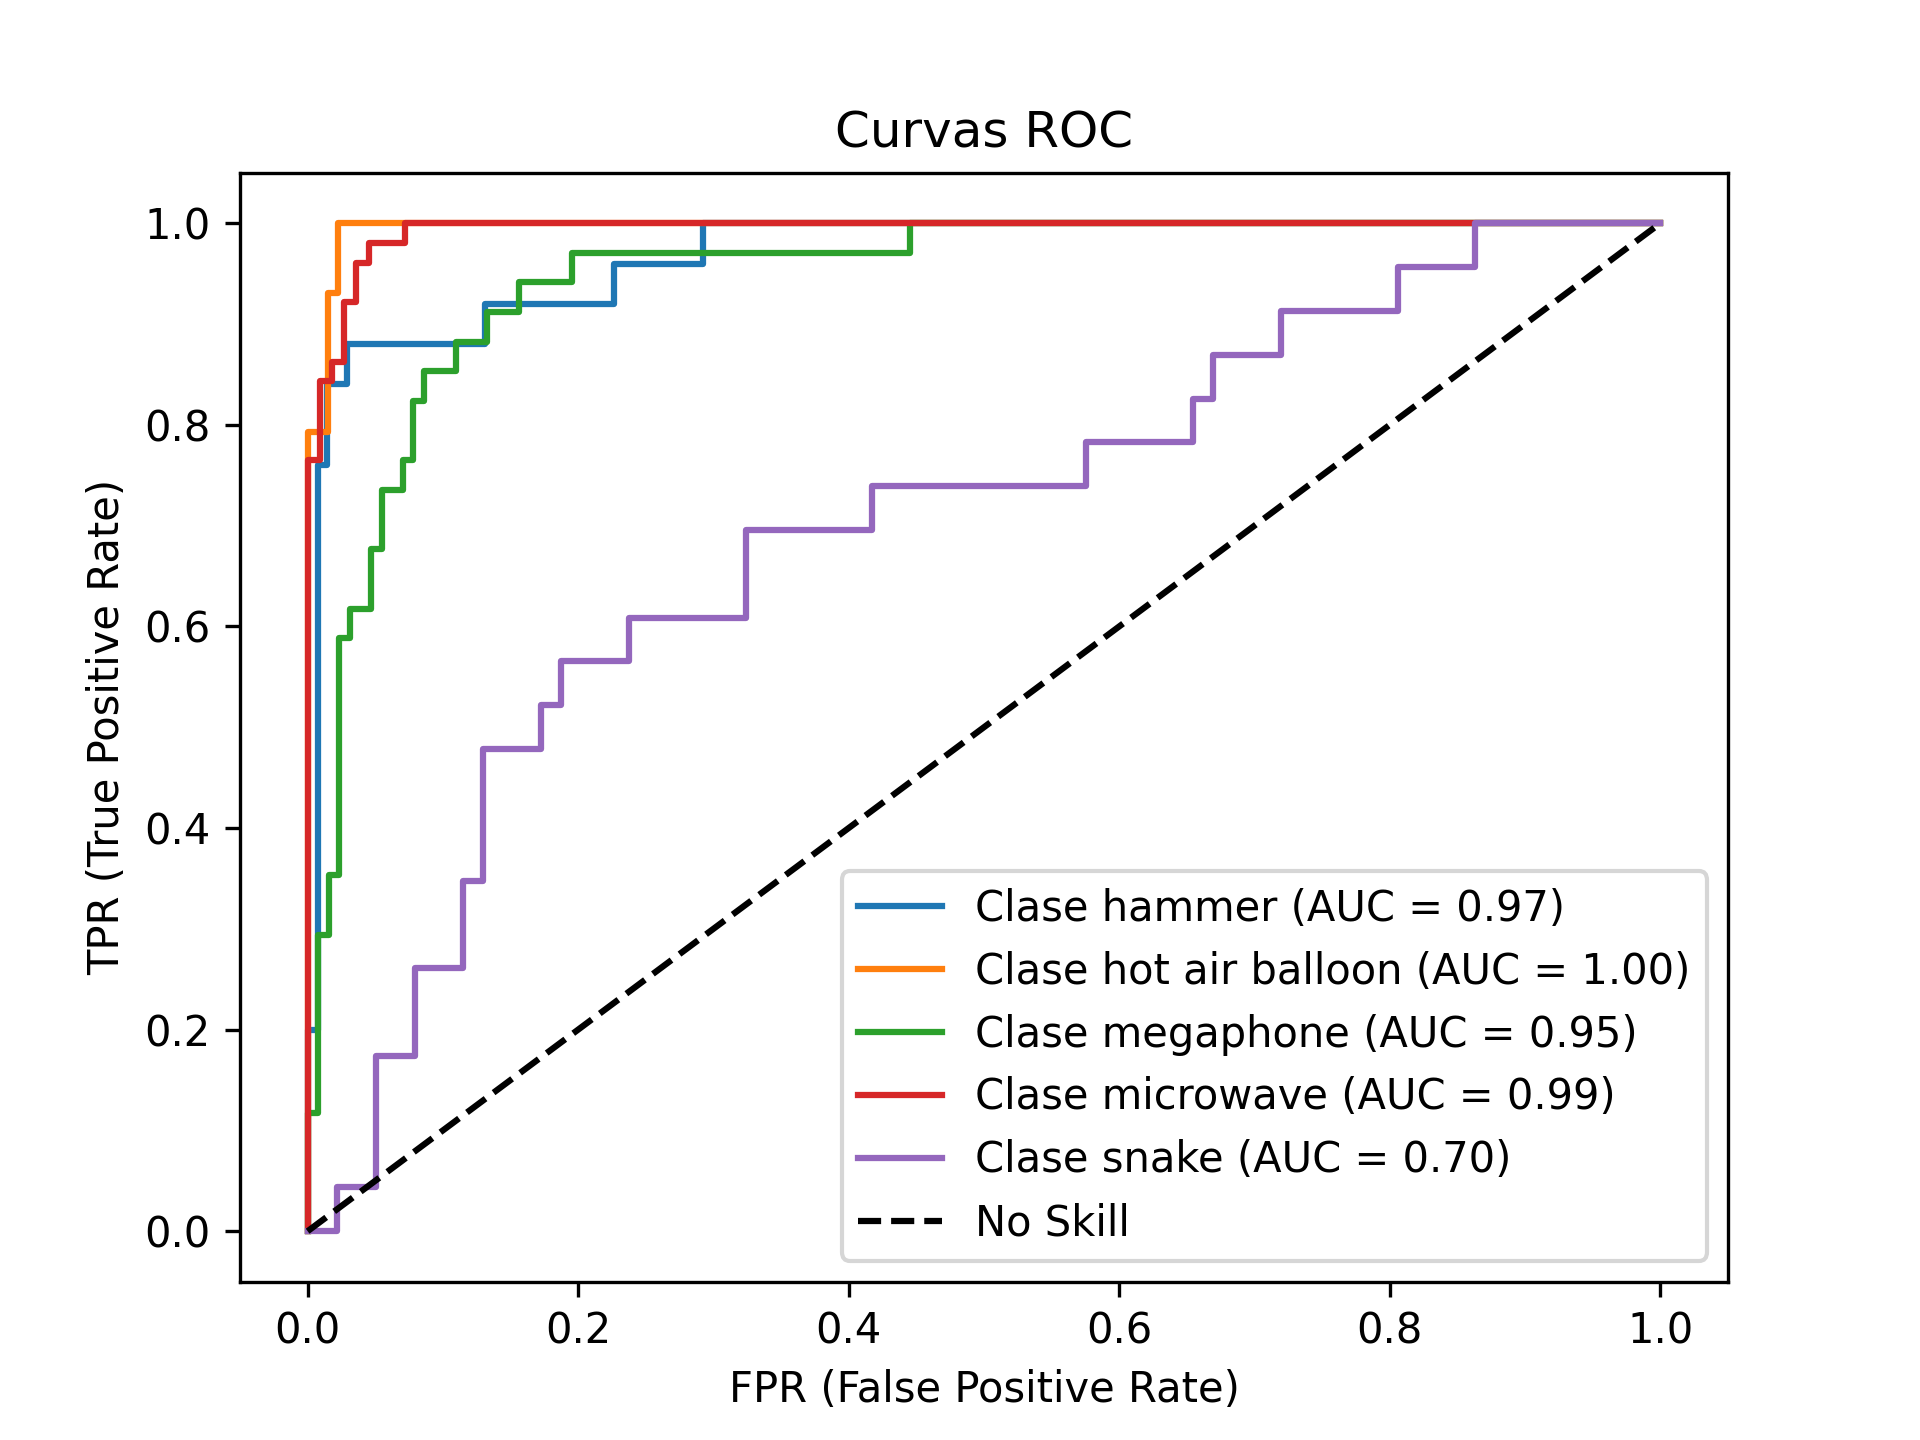 Curvas ROC
1.0
0.8
0.6
0.4
0.2
0.0
TPR (True Positive Rate)
Clase hammer (AUC = 0.97)
Clase hot air balloon (AUC = 1.00)
Clase megaphone (AUC = 0.95)
Clase microwave (AUC = 0.99)
Clase snake (AUC = 0.70)
No Skill
0.0 0.2 0.4 0.6 0.8 1.0
FPR (False Positive Rate)